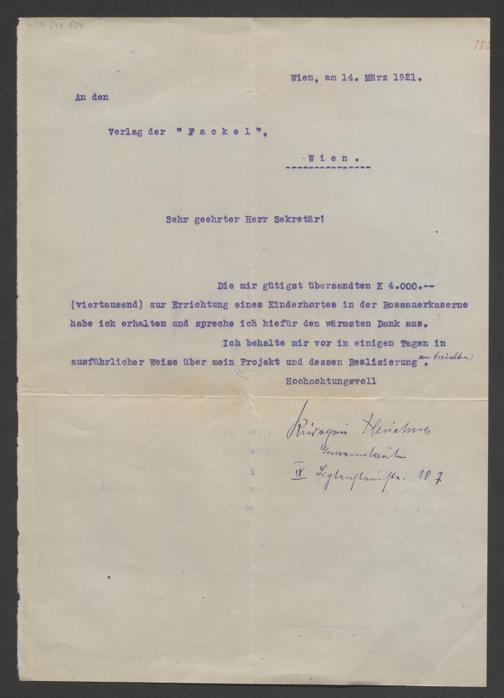 182
Wien, am 14. März 1921.
An den
Verlag der "F a c k e l",
W i e n .
Sehr geehrter Herr Sekretär!
Die mir gütigst übersandten K 4.000.--
(viertausend) zur Errichtung eines Kinderhortes in der Rossauerkaserne
habe ich erhalten und spreche ich hiefür den wärmsten Dank aus.
Ich behalte mir vor in einigen Tagen in
ausführlicher Weise über mein Projekt und dessen Realisierung zu berichten.
Hochachtungsvoll
IX 107